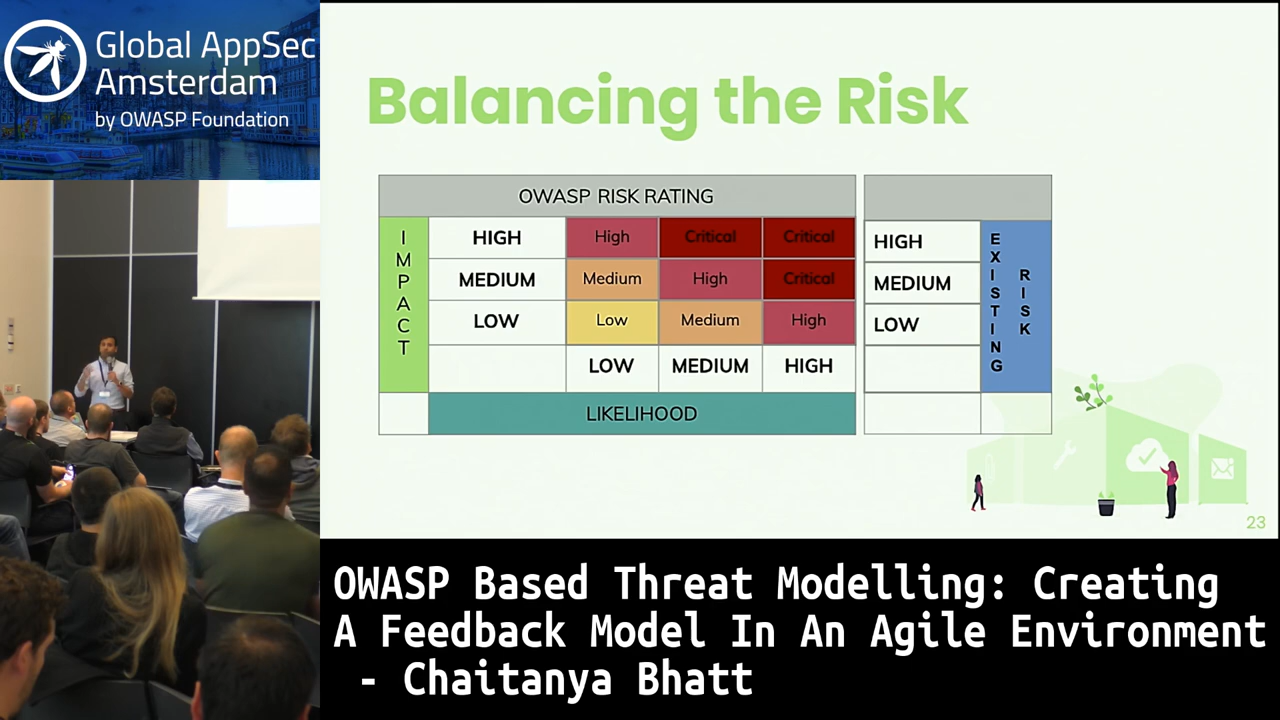 Global AppSec
Amsterdam
by OWASP Foundation
Balancing the Risk
OWASP RISK RATING
IMPACT
HIGH High Critical Critical
MEDIUM Medium High Critical
LOW Low Medium High
LOW MEDIUM HIGH
LIKELIHOOD
HIGH
MEDIUM
LOW
EXISTING
RISK
23
OWASP Based Threat Modelling: Creating
A Feedback Model In An Agile Environment
- Chaitanya Bhatt